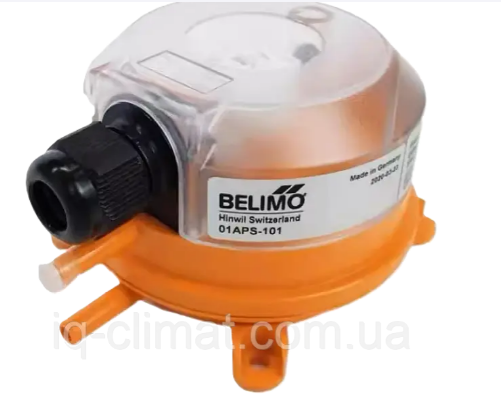 BELIMO
Hinwil Switzerland
01APS-101
Made in Germany
iq-climat.com.ua